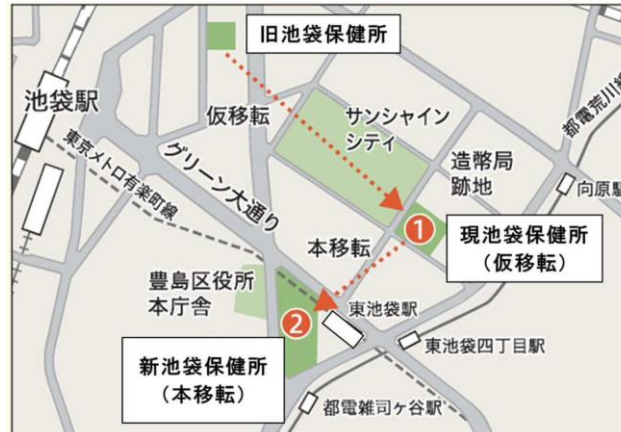 旧池袋保健所
池袋駅
仮移転
サンシャイン
シティ
都電荒川線
東京メトロ有楽町線
グリーン大通り
造幣局
跡地
向原駅
1
本移転
現池袋保健所
（仮移転）
豊島区役所
本庁舎
東池袋駅
2
東池袋四丁目駅
新池袋保健所
（本移転）
都電雑司ヶ谷駅